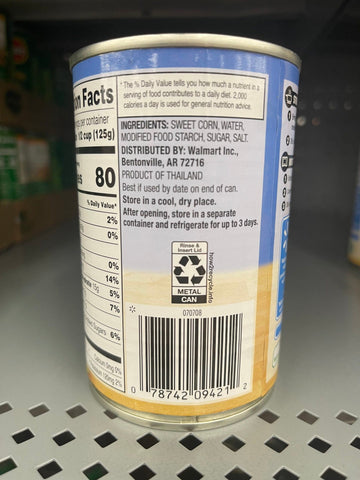 on Facts
per container
1/2 cup (125g)
80
% Daily Value*
2%
0%
0%
14%
5%
7%
6%
0%
2%
* The % Daily Value tells you how much a nutrient in a
serving of food contributes to a daily diet. 2,000
calories a day is used for general nutrition advice.
INGREDIENTS: SWEET CORN, WATER,
MODIFIED FOOD STARCH, SUGAR, SALT.
DISTRIBUTED BY: Walmart Inc.,
Bentonville, AR 72716
PRODUCT OF THAILAND
Best if used by date on end of can.
Store in a cool, dry place.
After opening, store in a separate
container and refrigerate for up to 3 days.
Rinse &
Insert Lid
METAL
CAN
how2recycle.info
070708
0 78742 09421 2